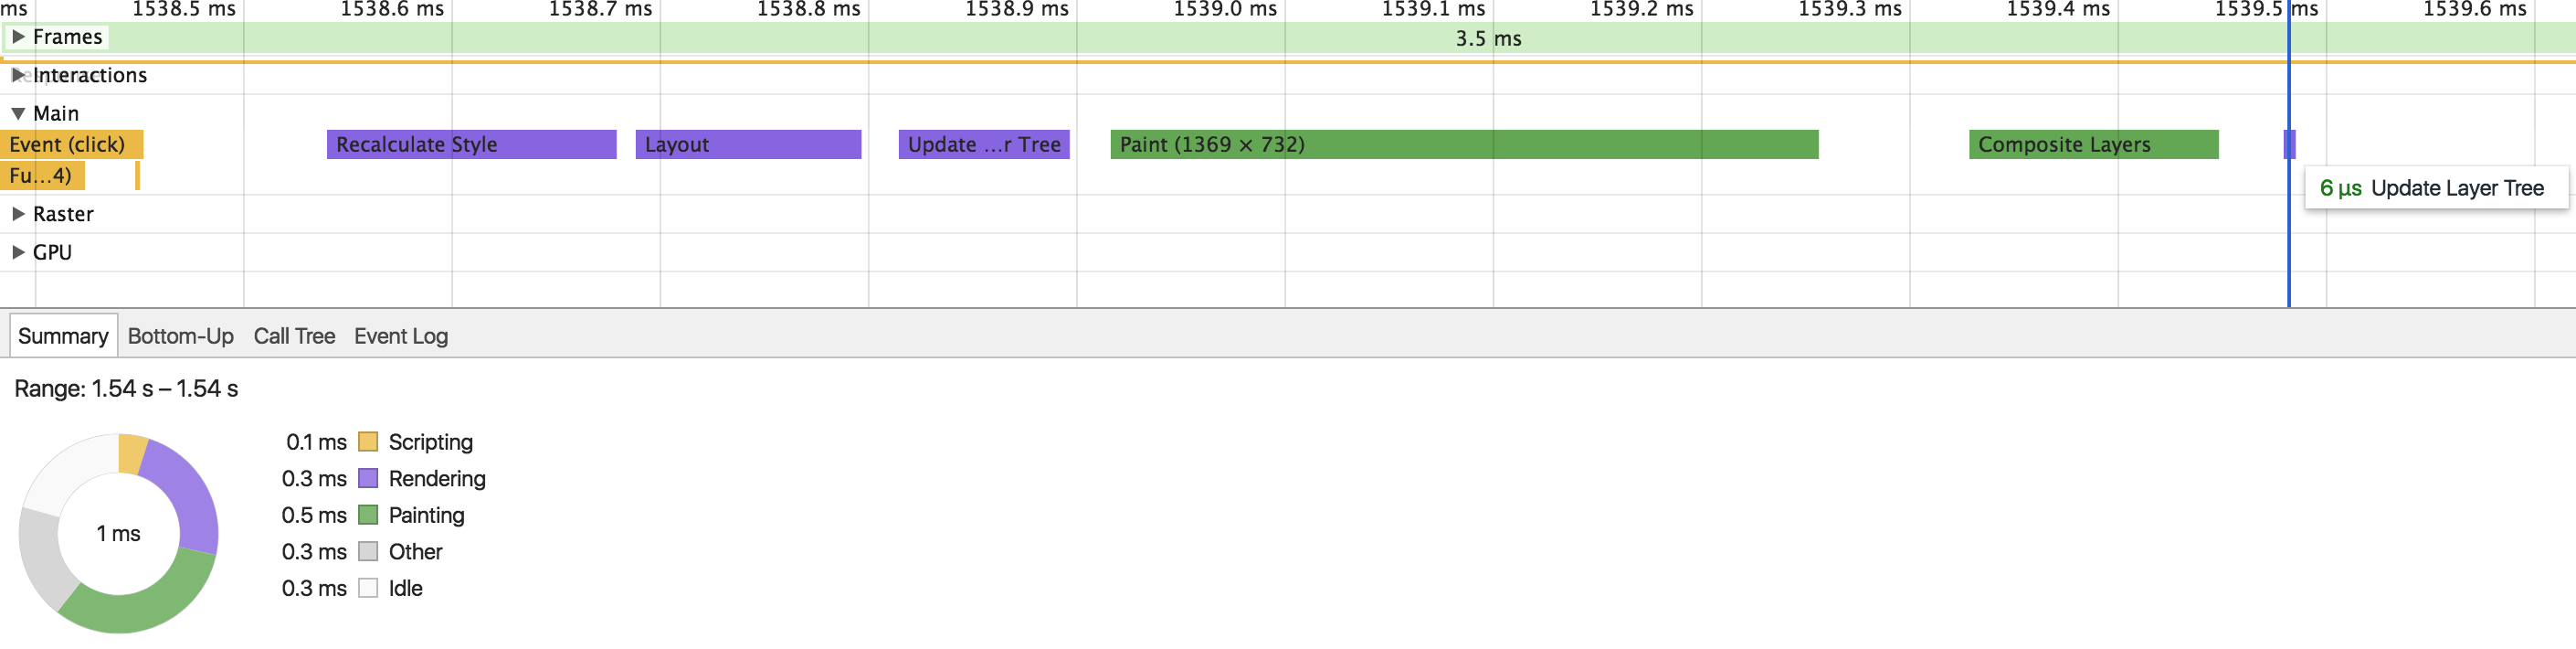 ms 1538.5 ms 1538.6 ms 1538.7 ms 1538.8 ms 1538.9 ms 1539.0 ms 1539.1 ms 1539.2 ms 1539.3 ms 1539.4 ms 1539.5 ms 1539.6 ms
Frames 3.5 ms
Interactions
Main
Event (click) Recalculate Style Layout Update ...r Tree Paint (1369 × 732) Composite Layers
Fu...4)
6 µs Update Layer Tree
Raster
GPU
Summary Bottom-Up Call Tree Event Log
Range: 1.54 s – 1.54 s
0.1 ms Scripting
0.3 ms Rendering
0.5 ms Painting
0.3 ms Other
0.3 ms Idle
1 ms